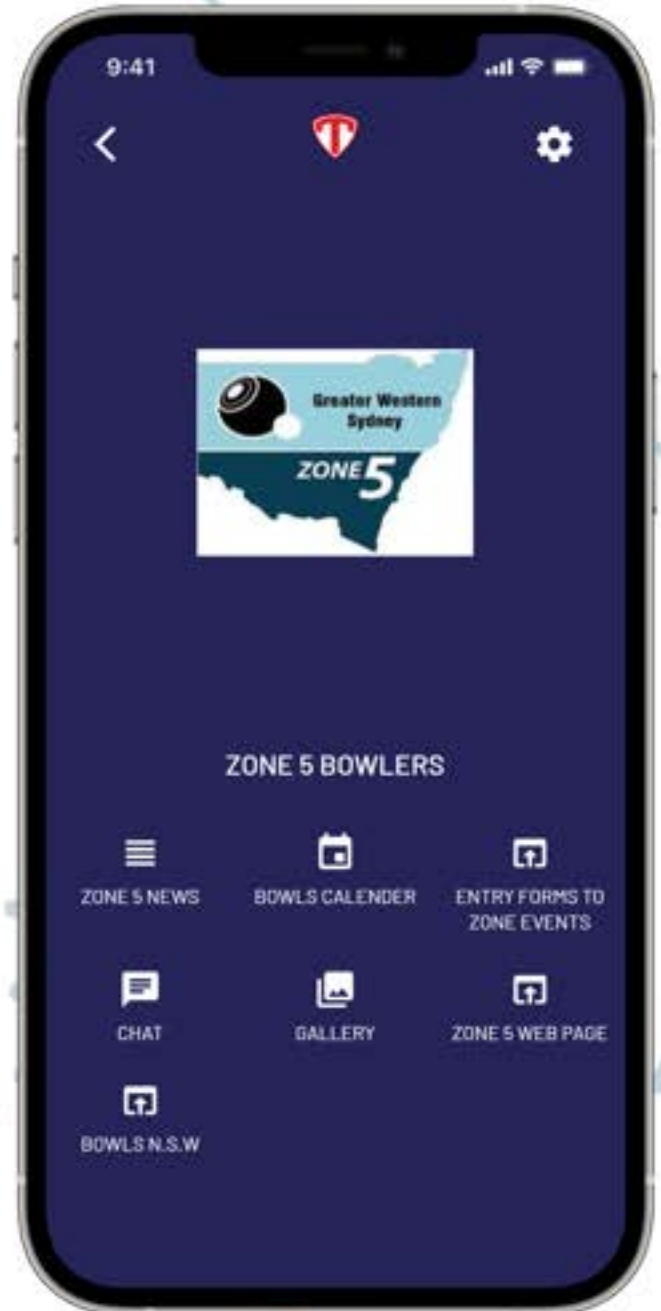 9:41
T
Greater Western
Sydney
ZONE 5
ZONE 5 BOWLERS
ZONE 5 NEWS
BOWLS CALENDER
ENTRY FORMS TO
ZONE EVENTS
CHAT
GALLERY
ZONE 5 WEB PAGE
BOWLS N.S.W